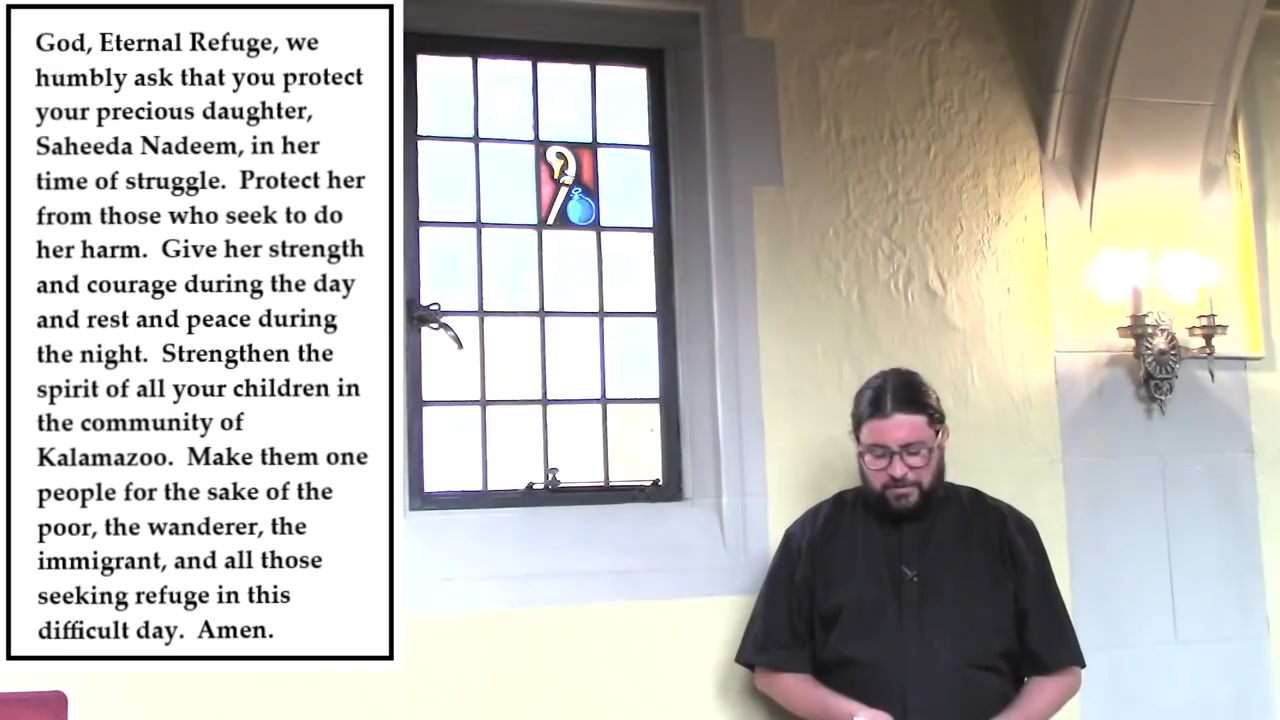 God, Eternal Refuge, we
humbly ask that you protect
your precious daughter,
Saheeda Nadeem, in her
time of struggle.  Protect her
from those who seek to do
her harm.  Give her strength
and courage during the day
and rest and peace during
the night.  Strengthen the
spirit of all your children in
the community of
Kalamazoo.  Make them one
people for the sake of the
poor, the wanderer, the
immigrant, and all those
seeking refuge in this
difficult day.  Amen.